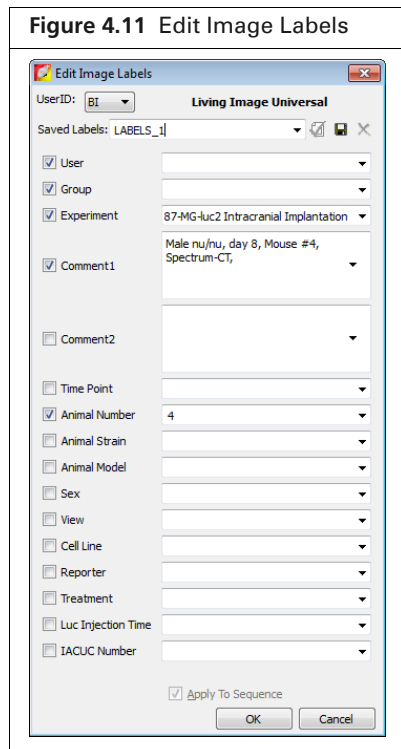 Figure 4.11 Edit Image Labels
Edit Image Labels
UserID: BI Living Image Universal
Saved Labels: LABELS_1
User
Group
Experiment 87-MG-luc2 Intracranial Implantation
Comment1 Male nu/nu, day 8, Mouse #4,
Spectrum-CT,
Comment2
Time Point
Animal Number 4
Animal Strain
Animal Model
Sex
View
Cell Line
Reporter
Treatment
Luc Injection Time
IACUC Number
Apply To Sequence
OK Cancel